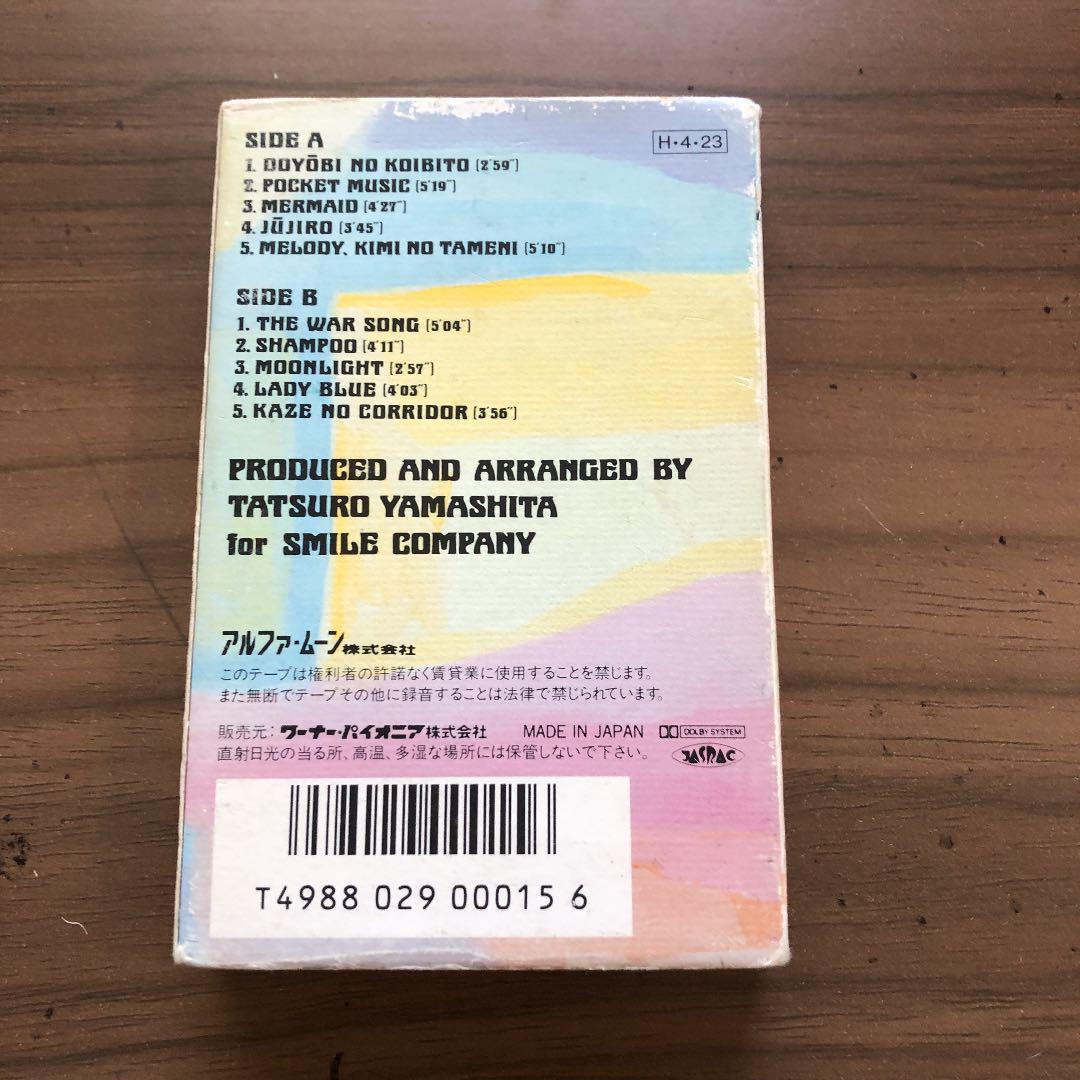 SIDE A
H・4・23
1. DOYŌBI NO KOIBITO (2'59")
2. POCKET MUSIC (5'19")
3. MERMAID (4'27")
4. JŪJIRO (3'45")
5. MELODY, KIMI NO TAMENI (5'10")
SIDE B
1. THE WAR SONG (5'04")
2. SHAMPOO (4'11")
3. MOONLIGHT (2'57")
4. LADY BLUE (4'03")
5. KAZE NO CORRIDOR (3'56")
PRODUCED AND ARRANGED BY
TATSURO YAMASHITA
for SMILE COMPANY
アルファ・ムーン株式会社
このテープは権利者の許諾なく賃貸業に使用することを禁じます。
また無断でテープその他に録音することは法律で禁じられています。
販売元：ワーナー・パイオニア株式会社 MADE IN JAPAN DOLBY SYSTEM
直射日光の当る所、高温、多湿な場所には保管しないで下さい。 JASRAC
T4988 029 00015 6